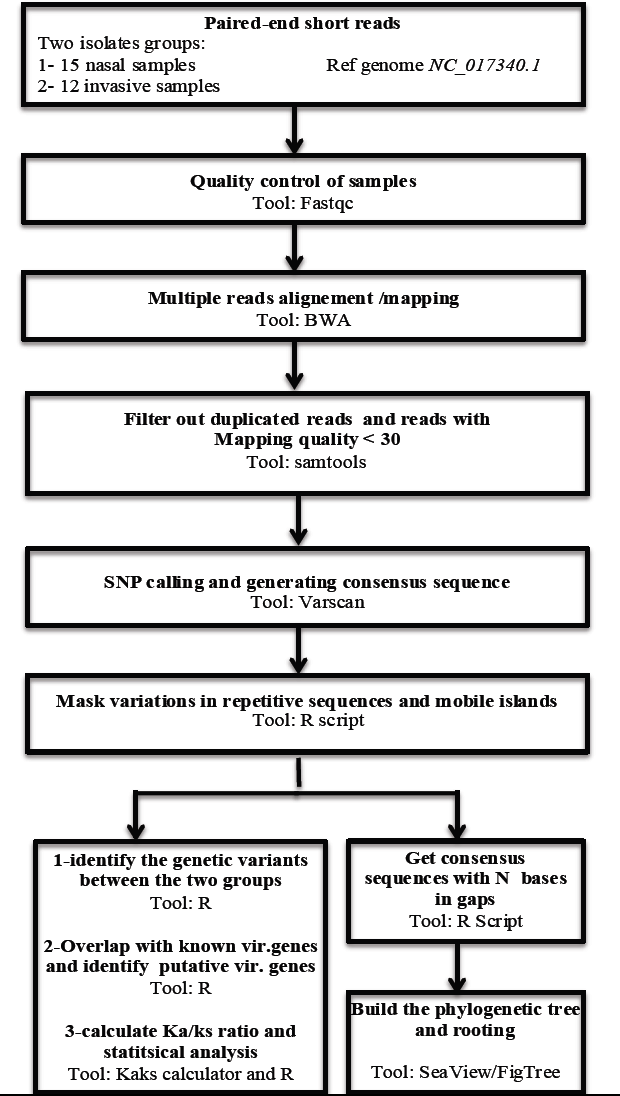 Paired-end short reads
Two isolates groups:
1- 15 nasal samples Ref genome NC_017340.1
2- 12 invasive samples
Quality control of samples
Tool: Fastqc
Multiple reads alignement /mapping
Tool: BWA
Filter out duplicated reads and reads with
Mapping quality < 30
Tool: samtools
SNP calling and generating consensus sequence
Tool: Varscan
Mask variations in repetitive sequences and mobile islands
Tool: R script
1-identify the genetic variants
between the two groups
Tool: R
2-Overlap with known vir.genes
and identify putative vir. genes
Tool: R
3-calculate Ka/ks ratio and
statitsical analysis
Tool: Kaks calculator and R
Get consensus
sequences with N bases
in gaps
Tool: R Script
Build the phylogenetic tree
and rooting
Tool: SeaView/FigTree